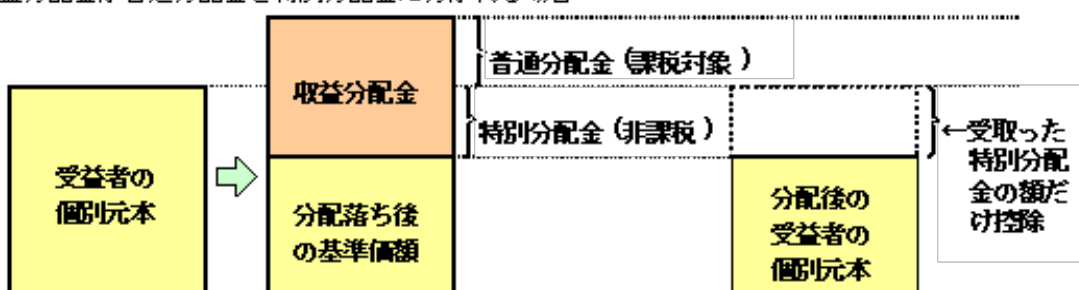 普通分配金(課税対象)
収益分配金
特別分配金(非課税)
←受取った
特別分配
金の額だ
け控除
受益者の
個別元本
分配落ち後
の基準価額
分配後の
受益者の
個別元本